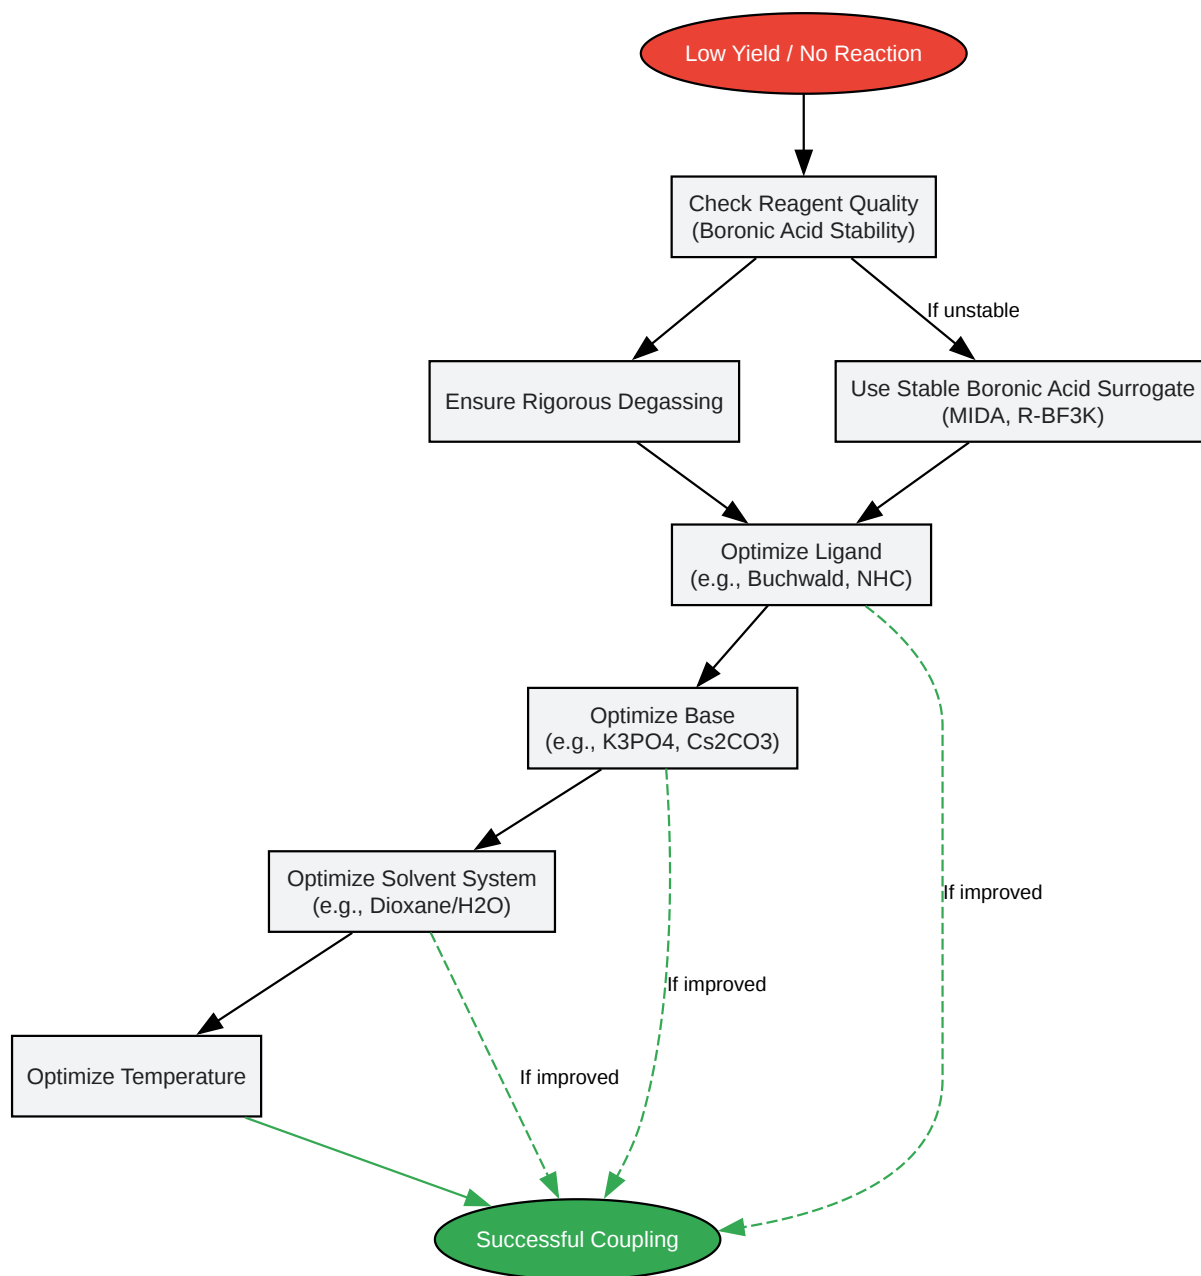 Low Yield / No Reaction
Check Reagent Quality
(Boronic Acid Stability)
If unstable
Ensure Rigorous Degassing
Use Stable Boronic Acid Surrogate
(MIDA, R-BF3K)
Optimize Ligand
(e.g., Buchwald, NHC)
Optimize Base
(e.g., K3PO4, Cs2CO3)
Optimize Solvent System
(e.g., Dioxane/H2O)
If improved
If improved
Optimize Temperature
If improved
Successful Coupling